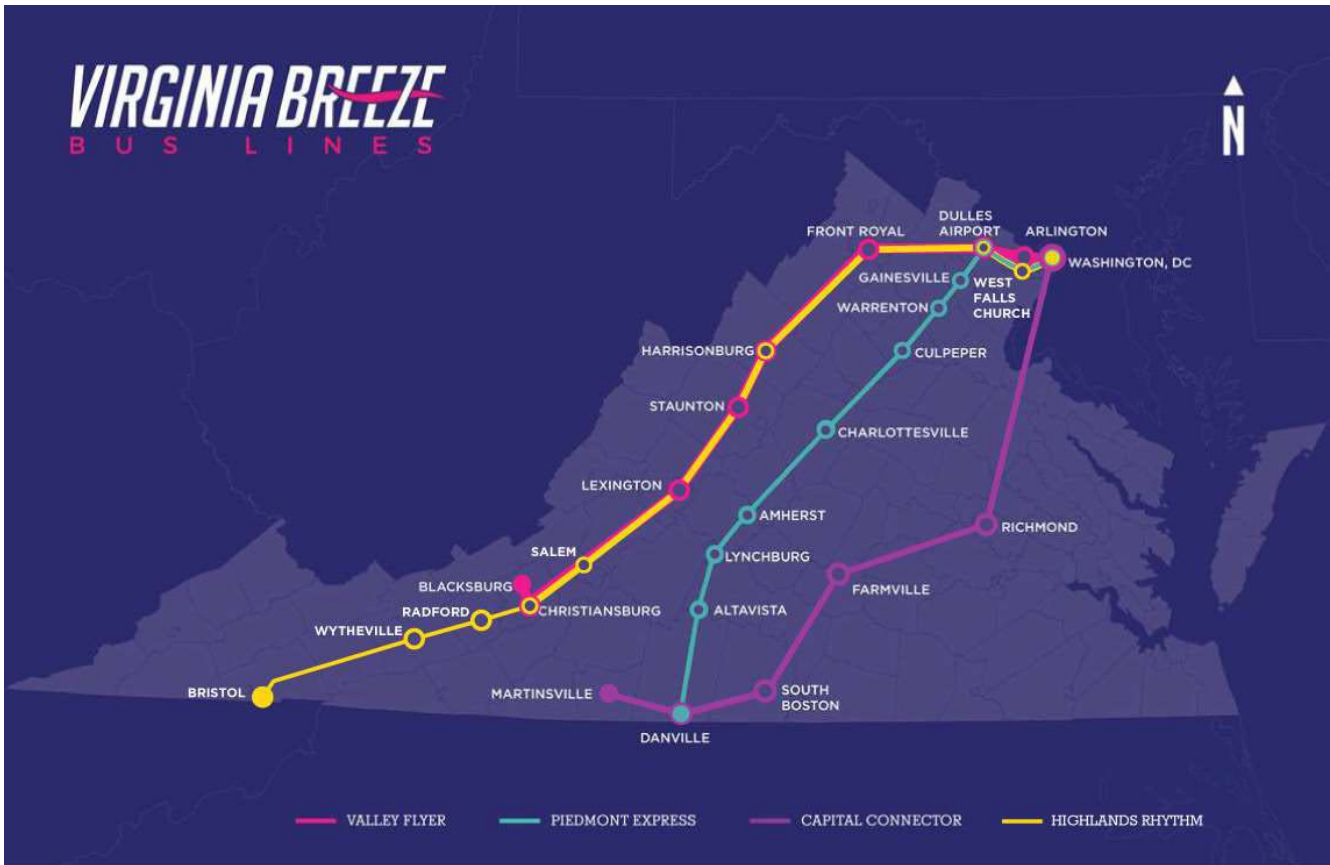 VIRGINIA BREEZE
BUS LINES
N
DULLES
AIRPORT
FRONT ROYAL
ARLINGTON
WASHINGTON, DC
GAINESVILLE
WEST
FALLS
CHURCH
WARRENTON
HARRISONBURG
CULPEPER
STAUNTON
CHARLOTTESVILLE
LEXINGTON
AMHERST
RICHMOND
SALEM
LYNCHBURG
BLACKSBURG
FARMVILLE
CHRISTIANSBURG
ALTAVISTA
RADFORD
WYTHEVILLE
BRISTOL
MARTINSVILLE
SOUTH
BOSTON
DANVILLE
VALLEY FLYER
PIEDMONT EXPRESS
CAPITAL CONNECTOR
HIGHLANDS RHYTHM